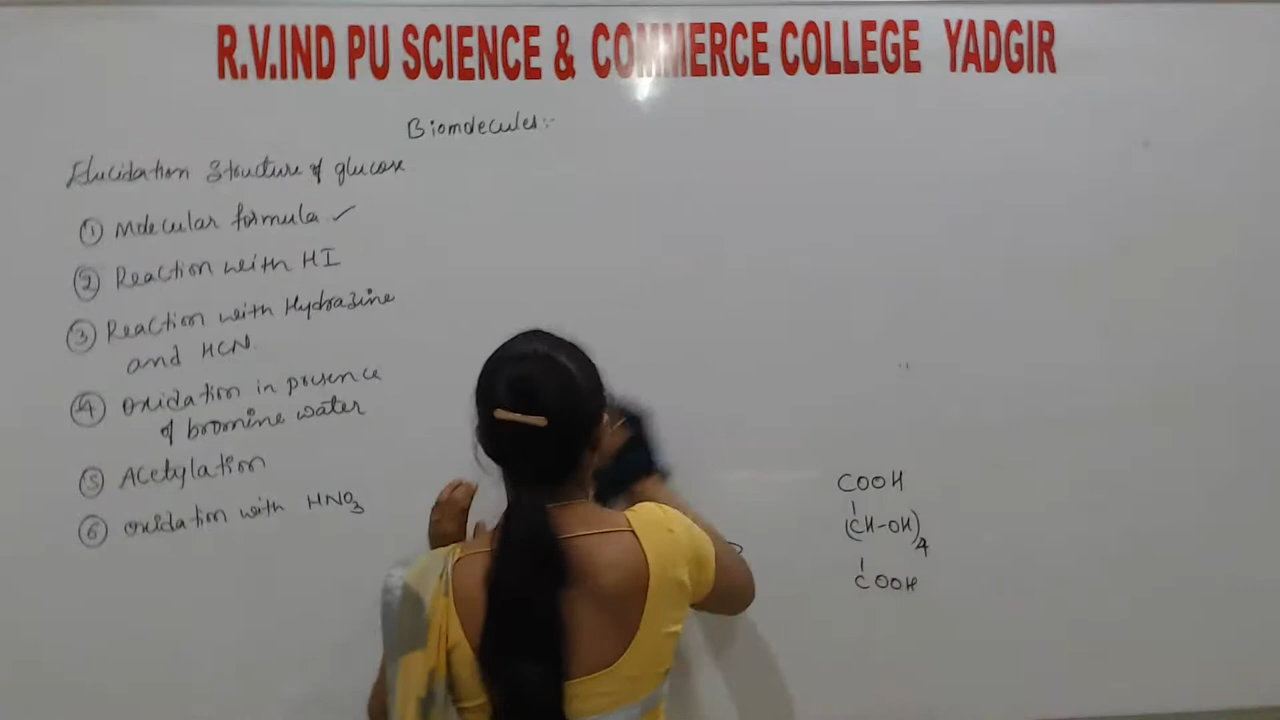 R.V.IND PU SCIENCE & COMMERCE COLLEGE YADGIR
Biomolecules:-
Elucidation Structure of glucose
① Molecular formula ✓
② Reaction with HI
③ Reaction with Hydrazine
and HCN.
④ Oxidation in presence
of bromine water
⑤ Acetylation
⑥ oxidation with HNO3
COOH
(CH-OH)4
COOH